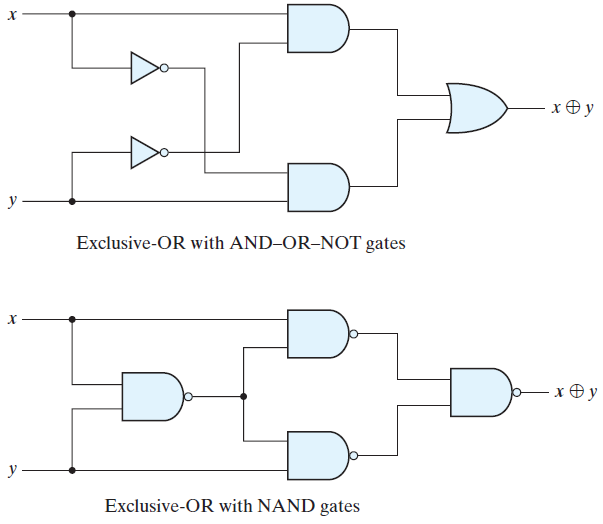 x
x ⊕ y
y
Exclusive-OR with AND–OR–NOT gates
x
x ⊕ y
y
Exclusive-OR with NAND gates